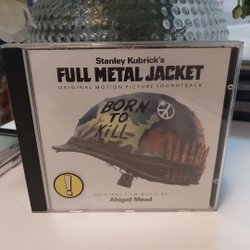 Stanley Kubrick's
FULL METAL JACKET
ORIGINAL MOTION PICTURE SOUNDTRACK
BORN
TO
KILL
!
ORIGINAL FILM MUSIC BY
Abigail Mead